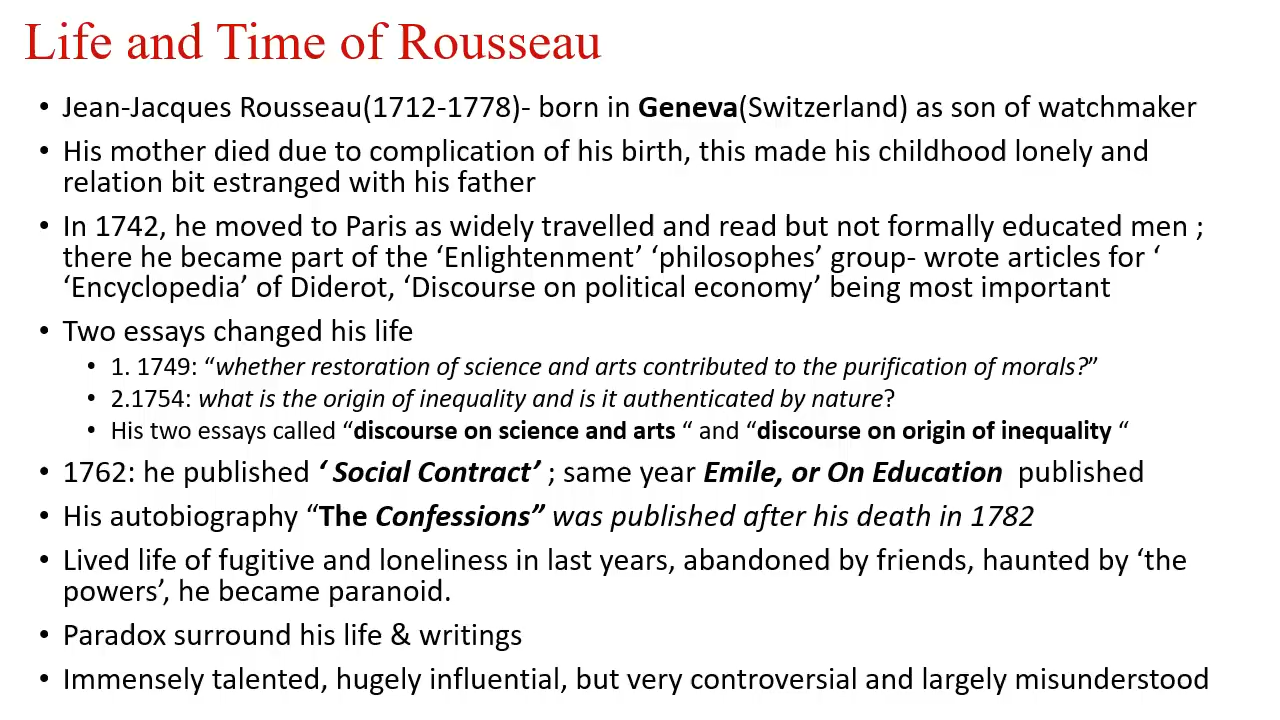 Life and Time of Rousseau
• Jean-Jacques Rousseau(1712-1778)- born in Geneva(Switzerland) as son of watchmaker
• His mother died due to complication of his birth, this made his childhood lonely and
relation bit estranged with his father
• In 1742, he moved to Paris as widely travelled and read but not formally educated men ;
there he became part of the ‘Enlightenment’ ‘philosophes’ group- wrote articles for ‘
‘Encyclopedia’ of Diderot, ‘Discourse on political economy’ being most important
• Two essays changed his life
• 1. 1749: “whether restoration of science and arts contributed to the purification of morals?”
• 2.1754: what is the origin of inequality and is it authenticated by nature?
• His two essays called “discourse on science and arts “ and “discourse on origin of inequality “
• 1762: he published ‘ Social Contract’ ; same year Emile, or On Education published
• His autobiography “The Confessions” was published after his death in 1782
• Lived life of fugitive and loneliness in last years, abandoned by friends, haunted by ‘the
powers’, he became paranoid.
• Paradox surround his life & writings
• Immensely talented, hugely influential, but very controversial and largely misunderstood